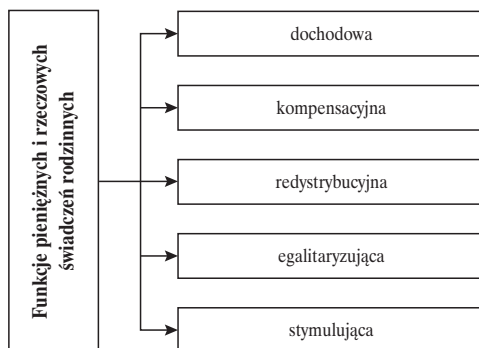 Funkcje pieniężnych i rzeczowych
świadczeń rodzinnych
dochodowa
kompensacyjna
redystrybucyjna
egalitaryzująca
stymulująca